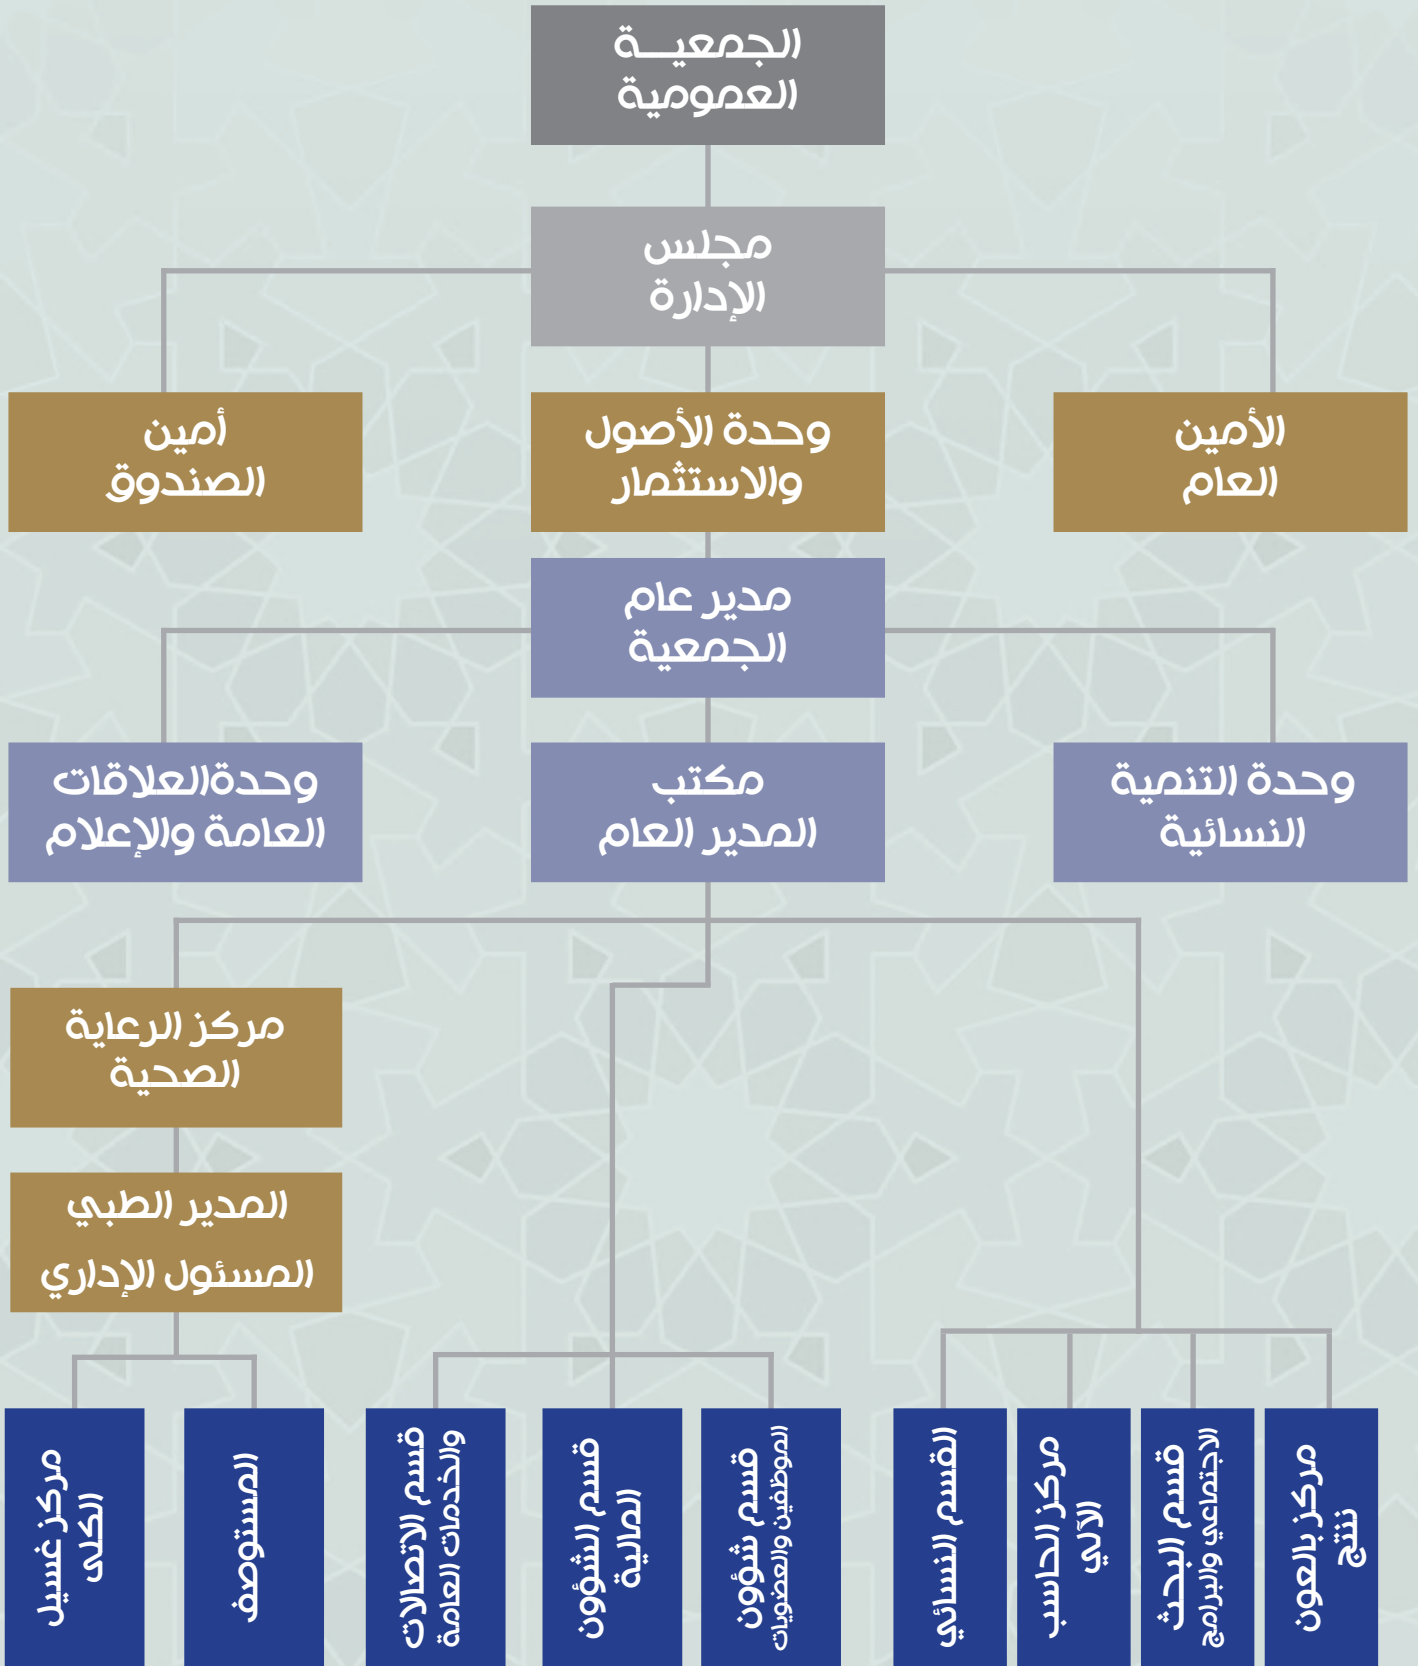 الجمعيـــة
العمومية
مجلس
الإدارة
الأمين
العام
وحدة الأصول
والاستثمار
أمين
الصندوق
مدير عام
الجمعية
وحدة التنمية
النسائية
مكتب
المدير العام
وحدةالعلاقات
العامة والإعلام
مركز الرعاية
الصحية
المدير الطبي
المسئول الإداري
مركز بالعون
ننتج
قسم البحث
الاجتماعي والبرامج
مركز الحاسب
الآلي
القسم النسائي
قسم شؤون
الموظفين والعضويات
قسم الشؤون
المالية
قسم الاتصالات
والخدمات العامة
المستوصف
مركز غسيل
الكلى